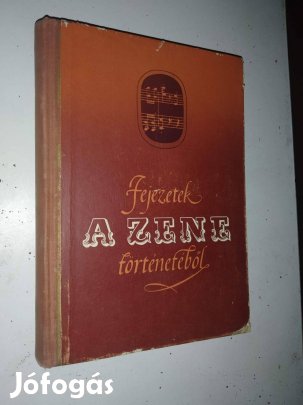 Fejezetek
A ZENE
történetéből
Jófogás